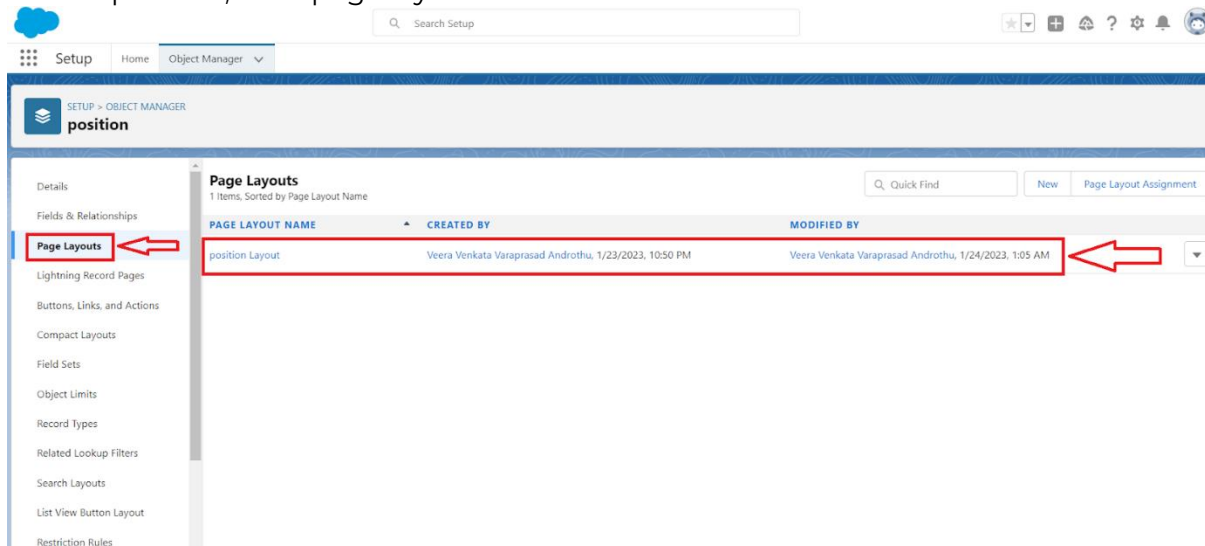 Search Setup
Setup Home Object Manager
SETUP > OBJECT MANAGER
position
Details
Fields & Relationships
Page Layouts
Lightning Record Pages
Buttons, Links, and Actions
Compact Layouts
Field Sets
Object Limits
Record Types
Related Lookup Filters
Search Layouts
List View Button Layout
Restriction Rules
Page Layouts
1 Items, Sorted by Page Layout Name
Quick Find New Page Layout Assignment
PAGE LAYOUT NAME CREATED BY MODIFIED BY
position Layout Veera Venkata Varaprasad Androthu, 1/23/2023, 10:50 PM Veera Venkata Varaprasad Androthu, 1/24/2023, 1:05 AM